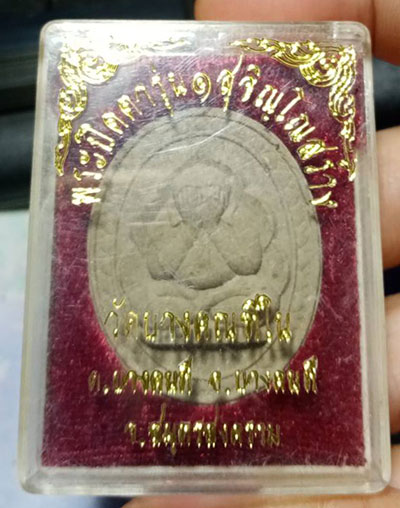 พระปิดตารุ่น๑สุจิณฺโณสร้าง
วัดบางคณทีใน
ต.บางคนที อ.บางคนที
จ.สมุทรสงคราม